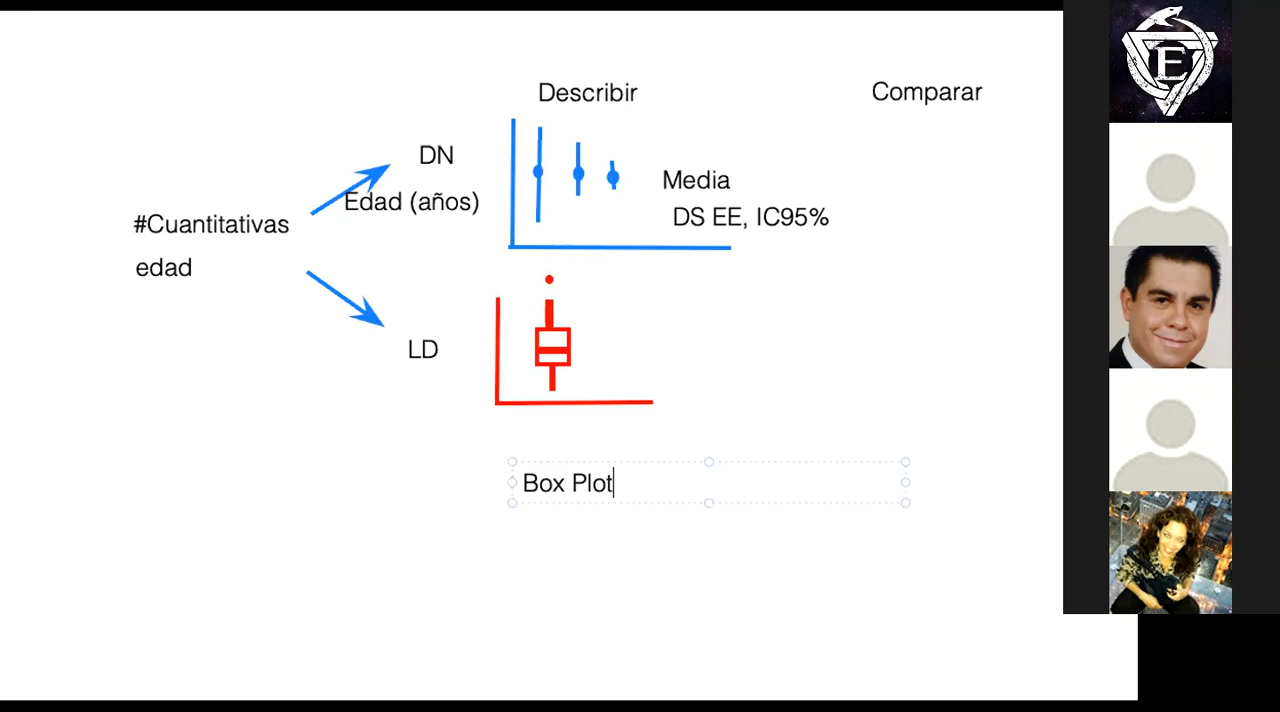 Describir
Comparar
DN
Edad (años)
Media
DS EE, IC95%
#Cuantitativas
edad
LD
Box Plot
E